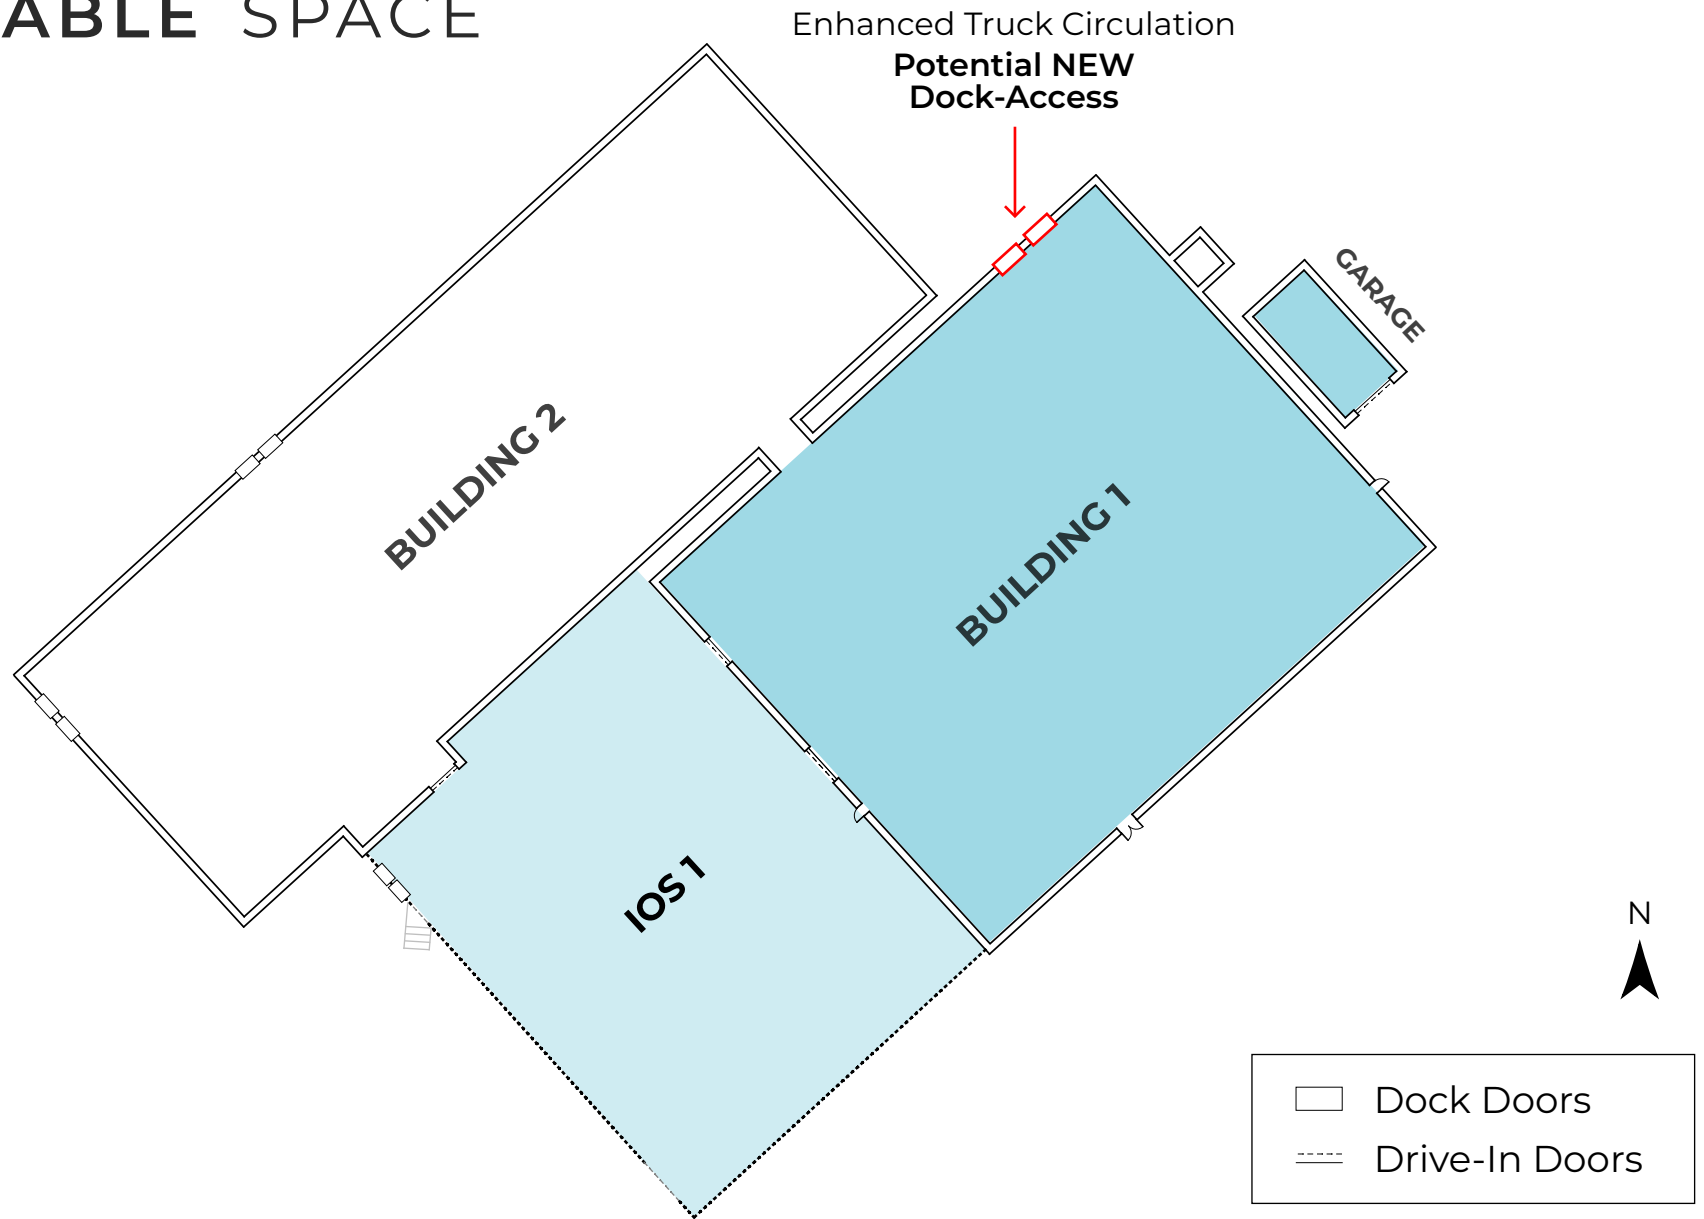 ABLE SPACE
Enhanced Truck Circulation
Potential NEW
Dock-Access
GARAGE
BUILDING 2
BUILDING 1
IOS 1
N
Dock Doors
Drive-In Doors